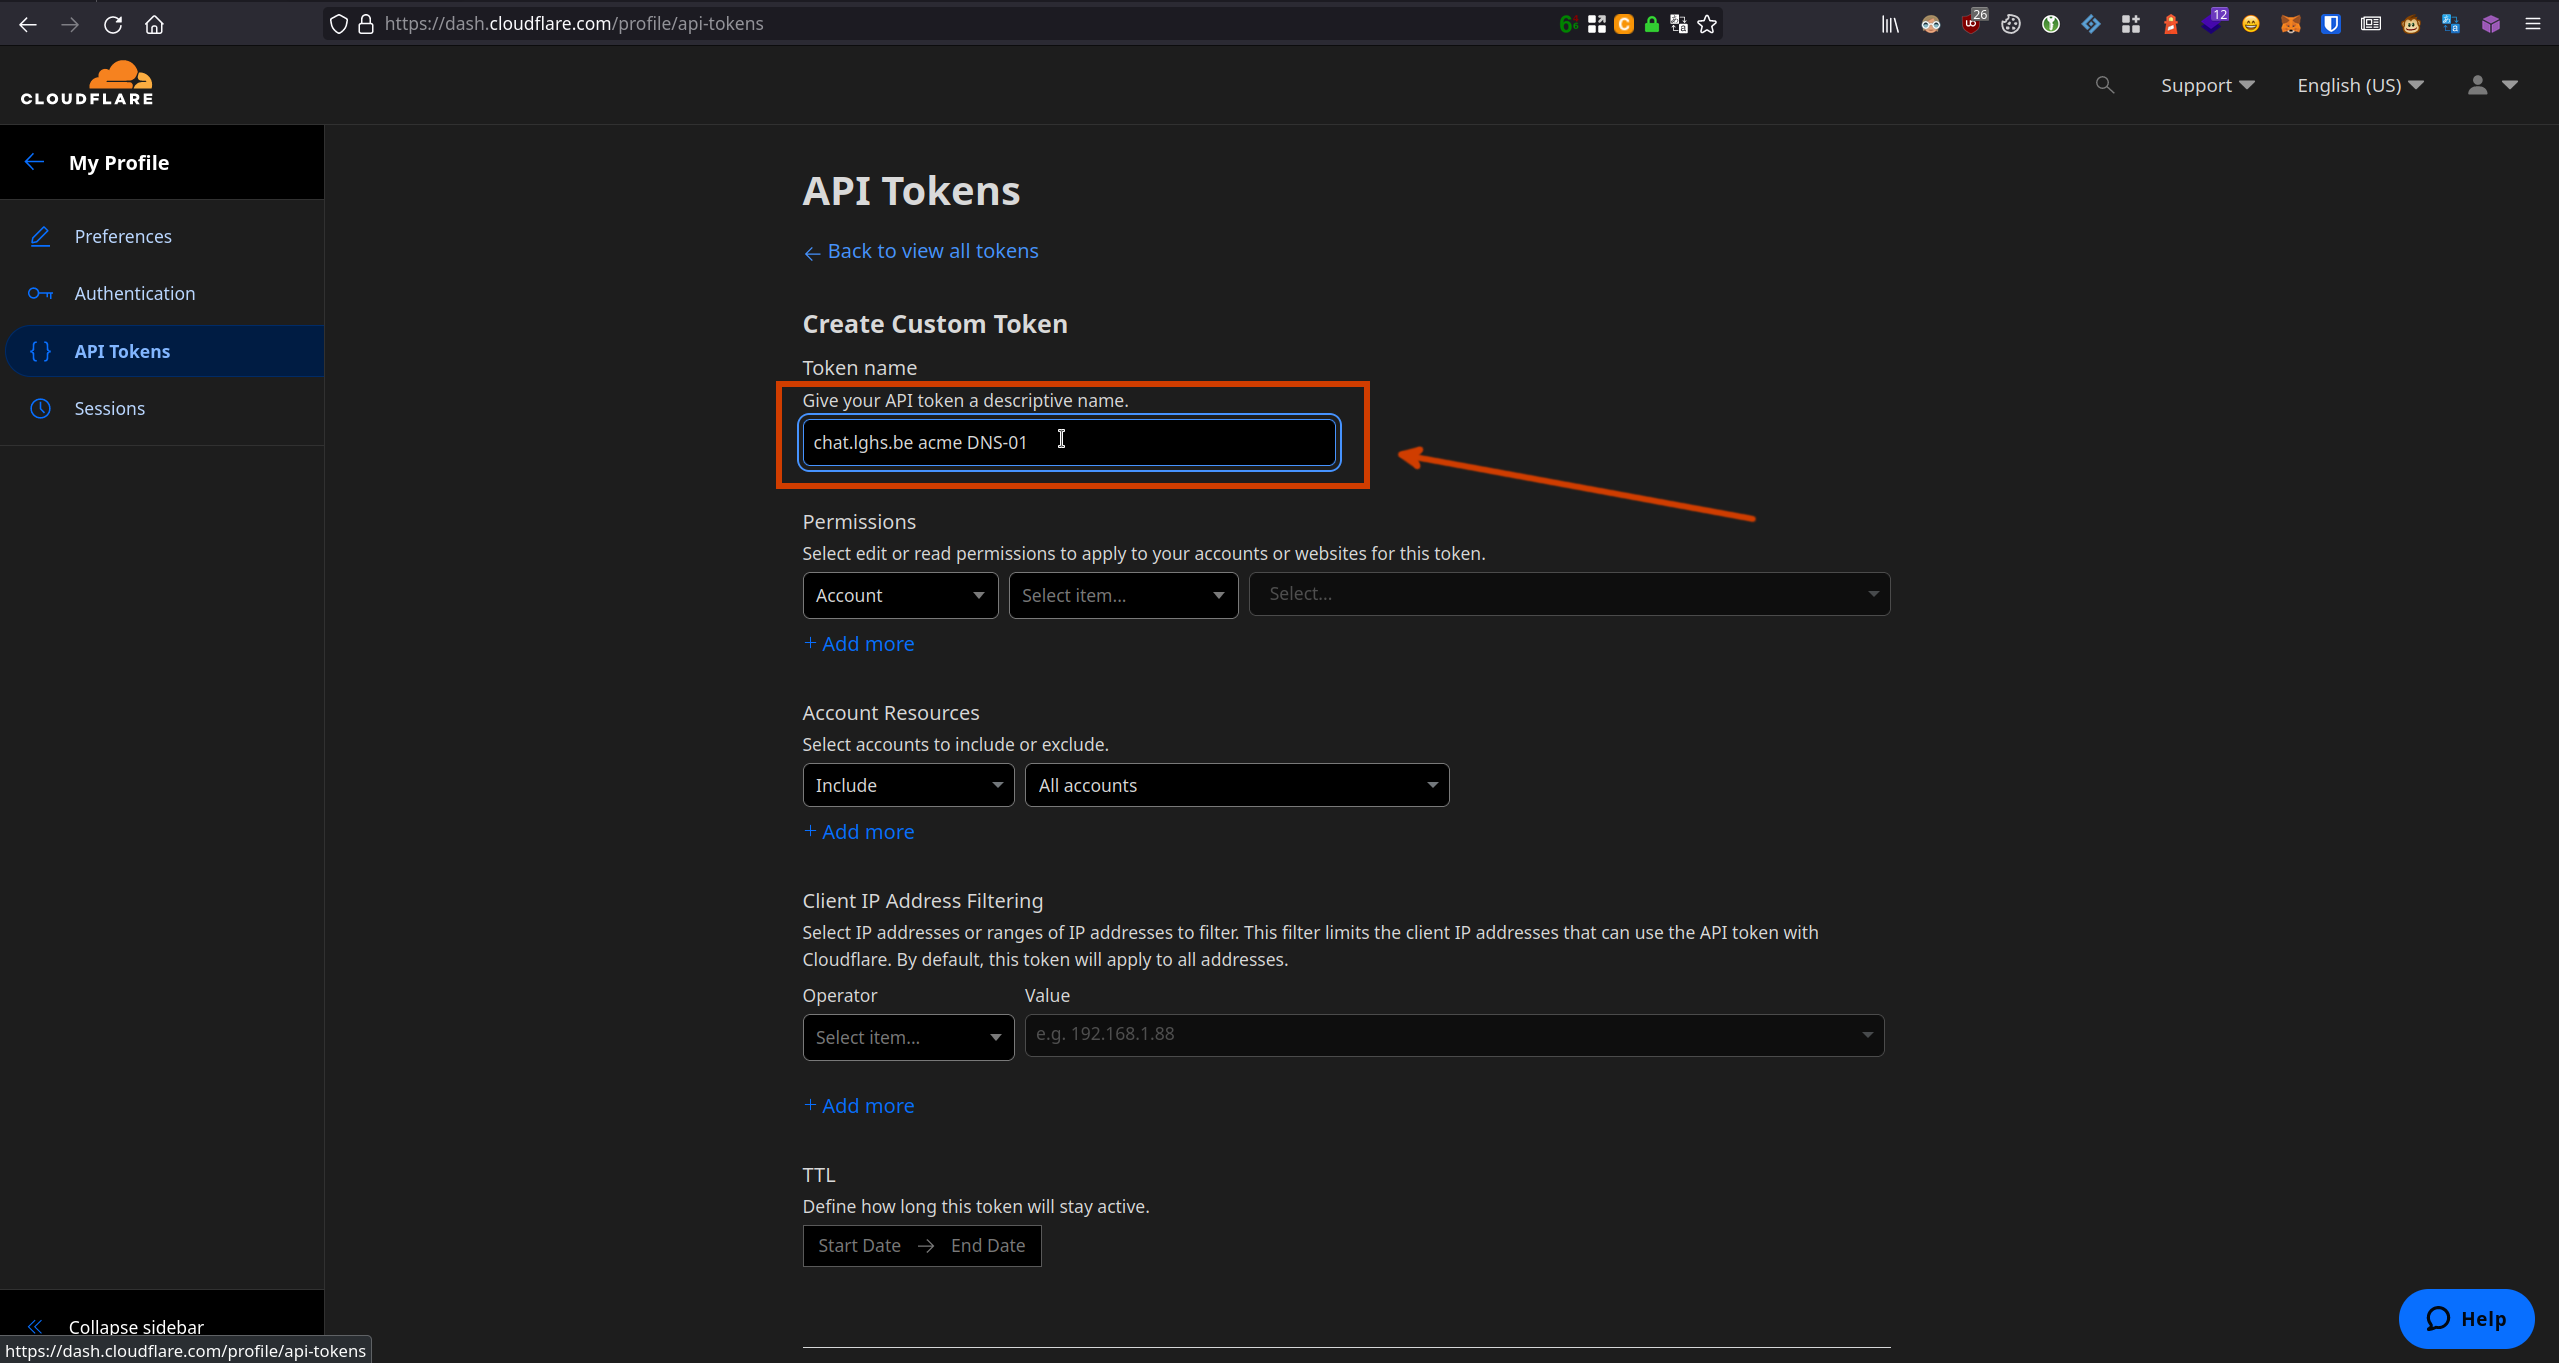 https://dash.cloudflare.com/profile/api-tokens
26
12
CLOUDFLARE
Support
English (US)
My Profile
Preferences
Authentication
API Tokens
Sessions
API Tokens
← Back to view all tokens
Create Custom Token
Token name
Give your API token a descriptive name.
chat.lghs.be acme DNS-01
Permissions
Select edit or read permissions to apply to your accounts or websites for this token.
Account Select item... Select...
+ Add more
Account Resources
Select accounts to include or exclude.
Include All accounts
+ Add more
Client IP Address Filtering
Select IP addresses or ranges of IP addresses to filter. This filter limits the client IP addresses that can use the API token with
Cloudflare. By default, this token will apply to all addresses.
Operator Value
Select item... e.g. 192.168.1.88
+ Add more
TTL
Define how long this token will stay active.
Start Date → End Date
Help
Collapse sidebar
https://dash.cloudflare.com/profile/api-tokens